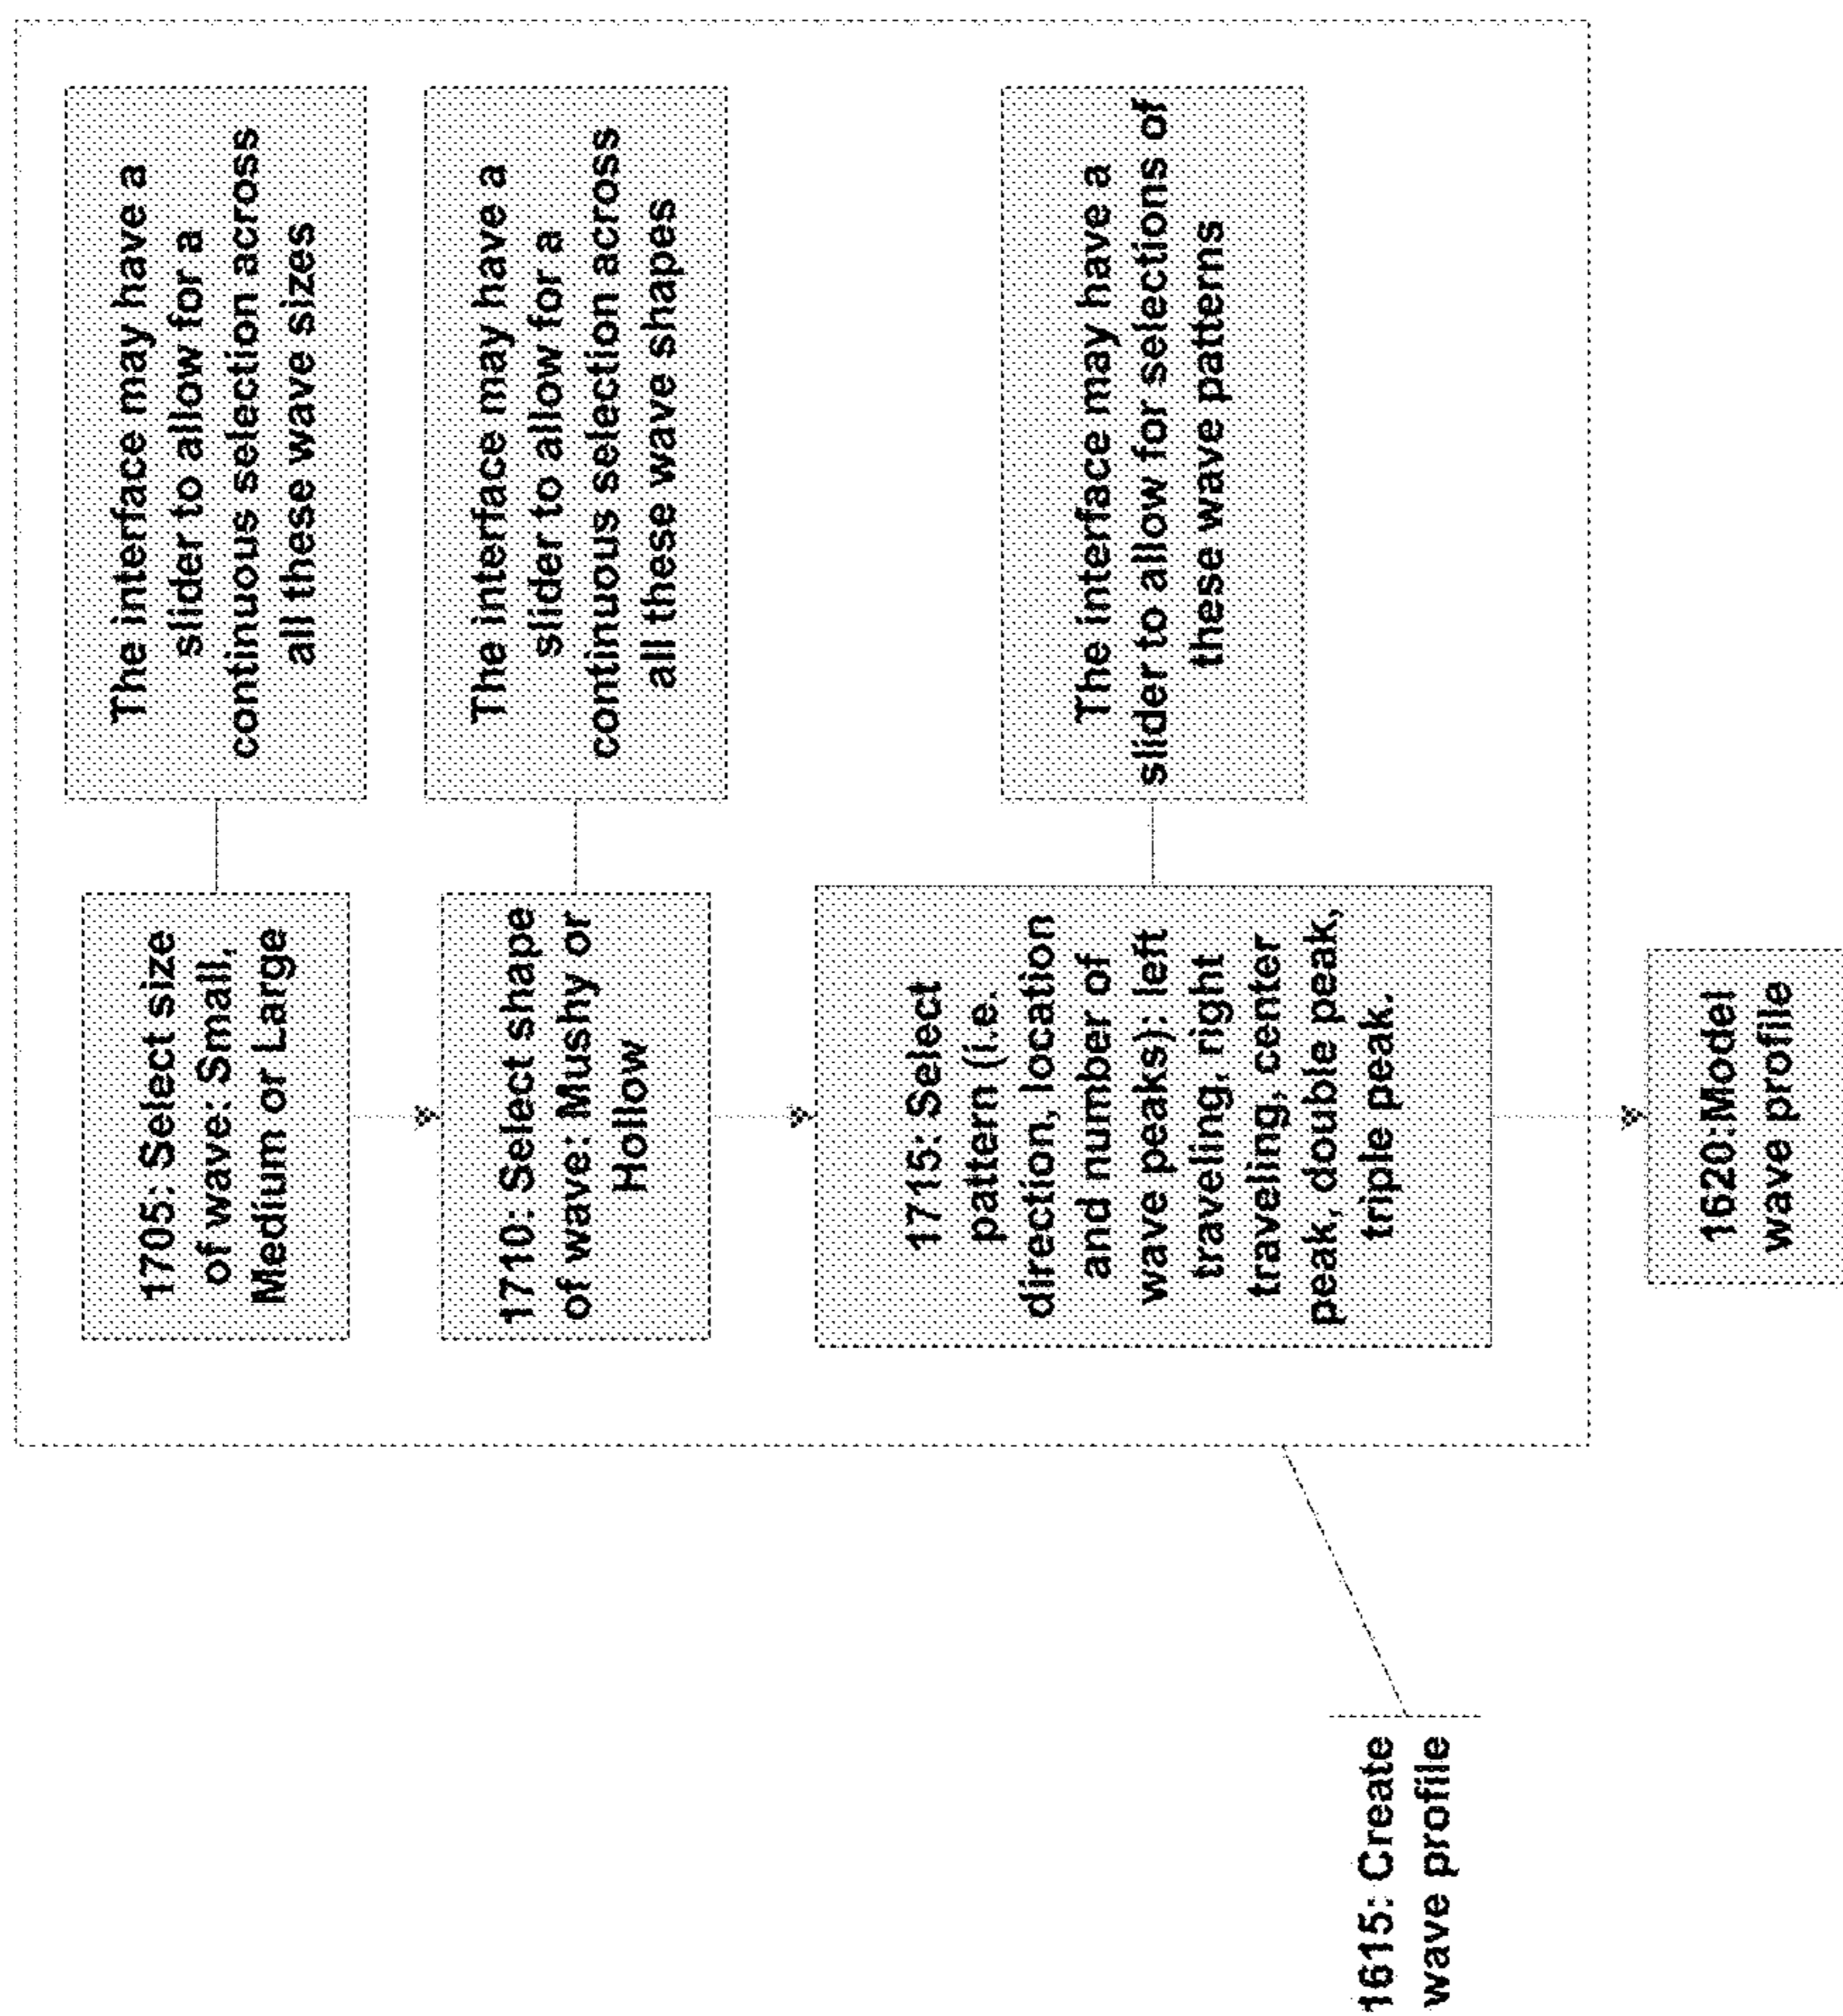 1705: Select size
of wave: Small,
Medium or Large
The interface may have a
slider to allow for a
continuous selection across
all these wave sizes
1710: Select shape
of wave: Mushy or
Hollow
The interface may have a
slider to allow for a
continuous selection across
all these wave shapes
1715: Select
pattern (i.e.
direction, location
and number of
wave peaks): left
traveling, right
traveling, center
peak, double peak,
triple peak.
The interface may have a
slider to allow for selections of
these wave patterns
1615: Create
wave profile
1620:Model
wave profile